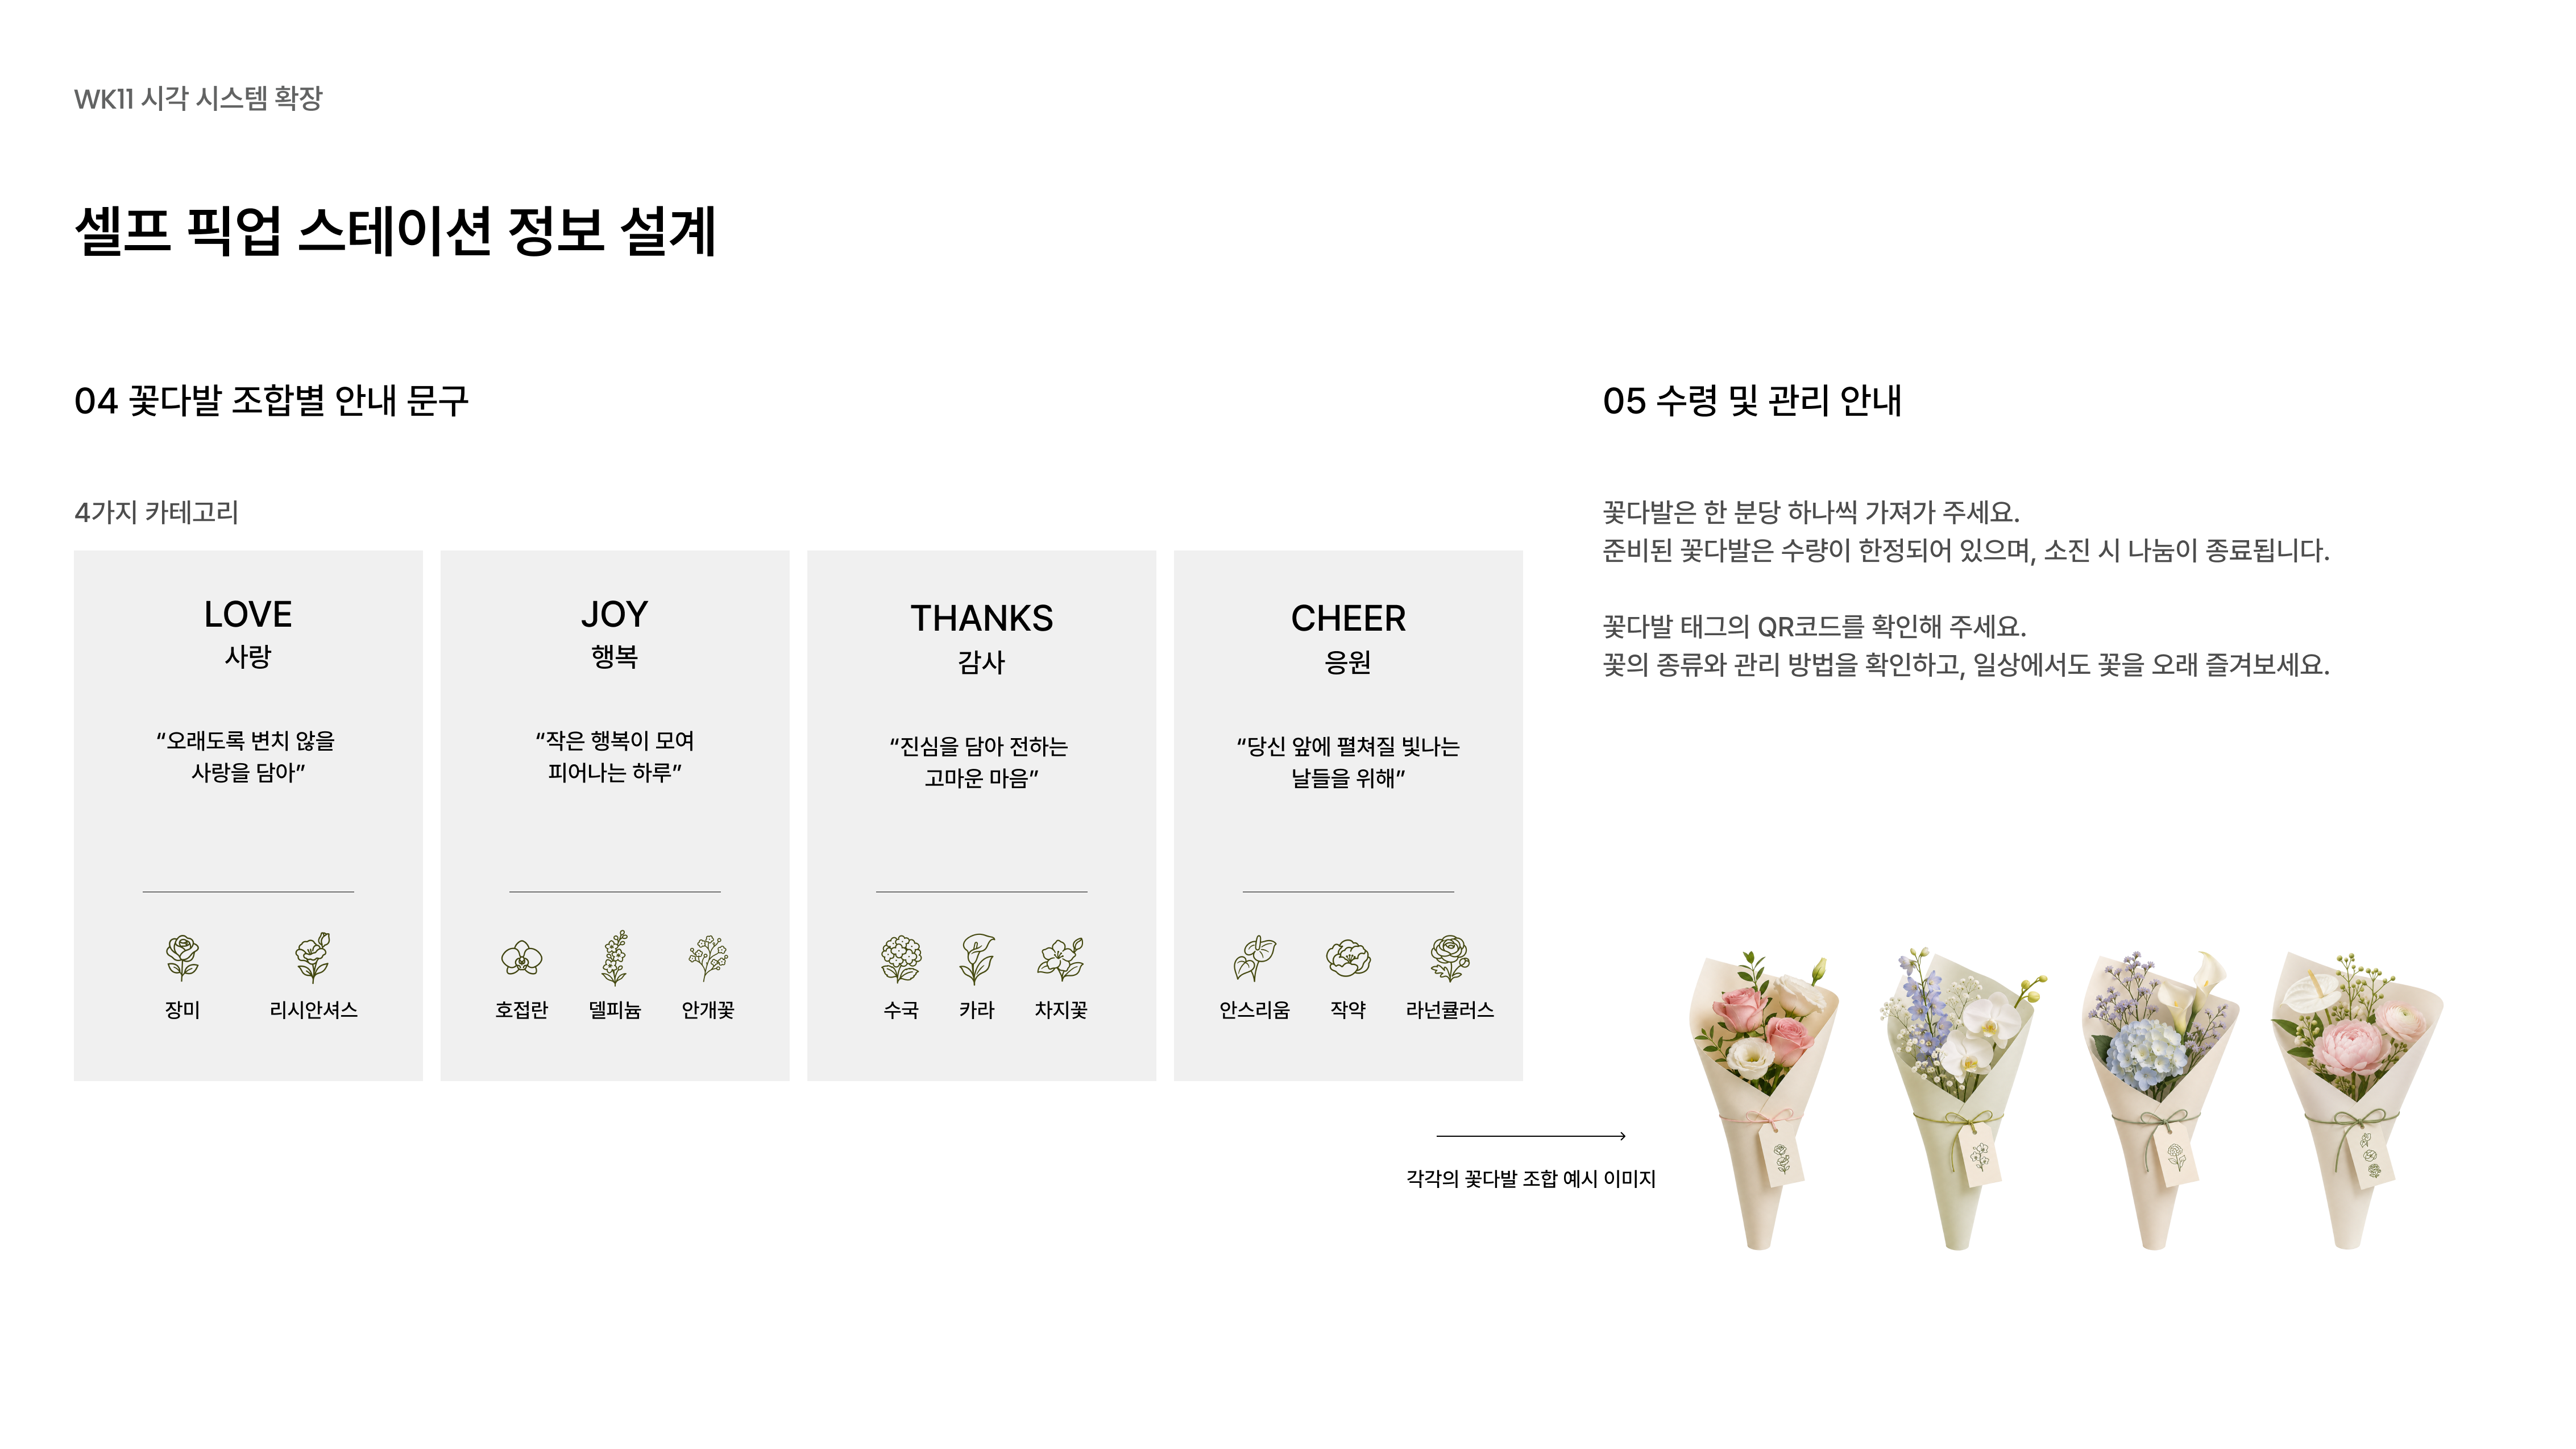 WK11 시각 시스템 확장
셀프 픽업 스테이션 정보 설계
04 꽃다발 조합별 안내 문구
4가지 카테고리
LOVE
사랑
“오래도록 변치 않을
사랑을 담아”
장미
리시안셔스
JOY
행복
“작은 행복이 모여
피어나는 하루”
호접란
델피늄
안개꽃
THANKS
감사
“진심을 담아 전하는
고마운 마음”
수국
카라
차지꽃
CHEER
응원
“당신 앞에 펼쳐질 빛나는
날들을 위해”
안스리움
작약
라넌큘러스
05 수령 및 관리 안내
꽃다발은 한 분당 하나씩 가져가 주세요.
준비된 꽃다발은 수량이 한정되어 있으며, 소진 시 나눔이 종료됩니다.
꽃다발 태그의 QR코드를 확인해 주세요.
꽃의 종류와 관리 방법을 확인하고, 일상에서도 꽃을 오래 즐겨보세요.
각각의 꽃다발 조합 예시 이미지